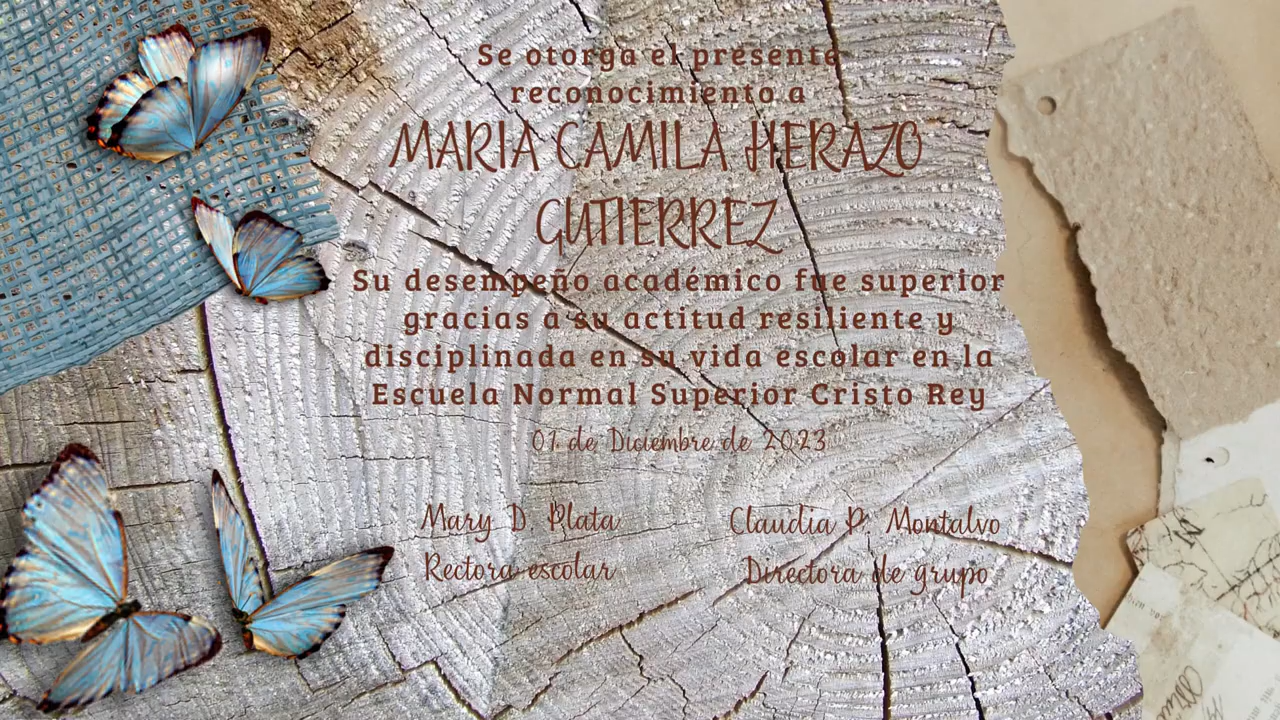 Se otorga el presente
reconocimiento a
MARIA CAMILA HERAZO
GUTIERREZ
Su desempeño académico fue superior
gracias a su actitud resiliente y
disciplinada en su vida escolar en la
Escuela Normal Superior Cristo Rey
01 de Diciembre de 2023
Mary D. Plata Claudia P. Montalvo
Rectora escolar Directora de grupo